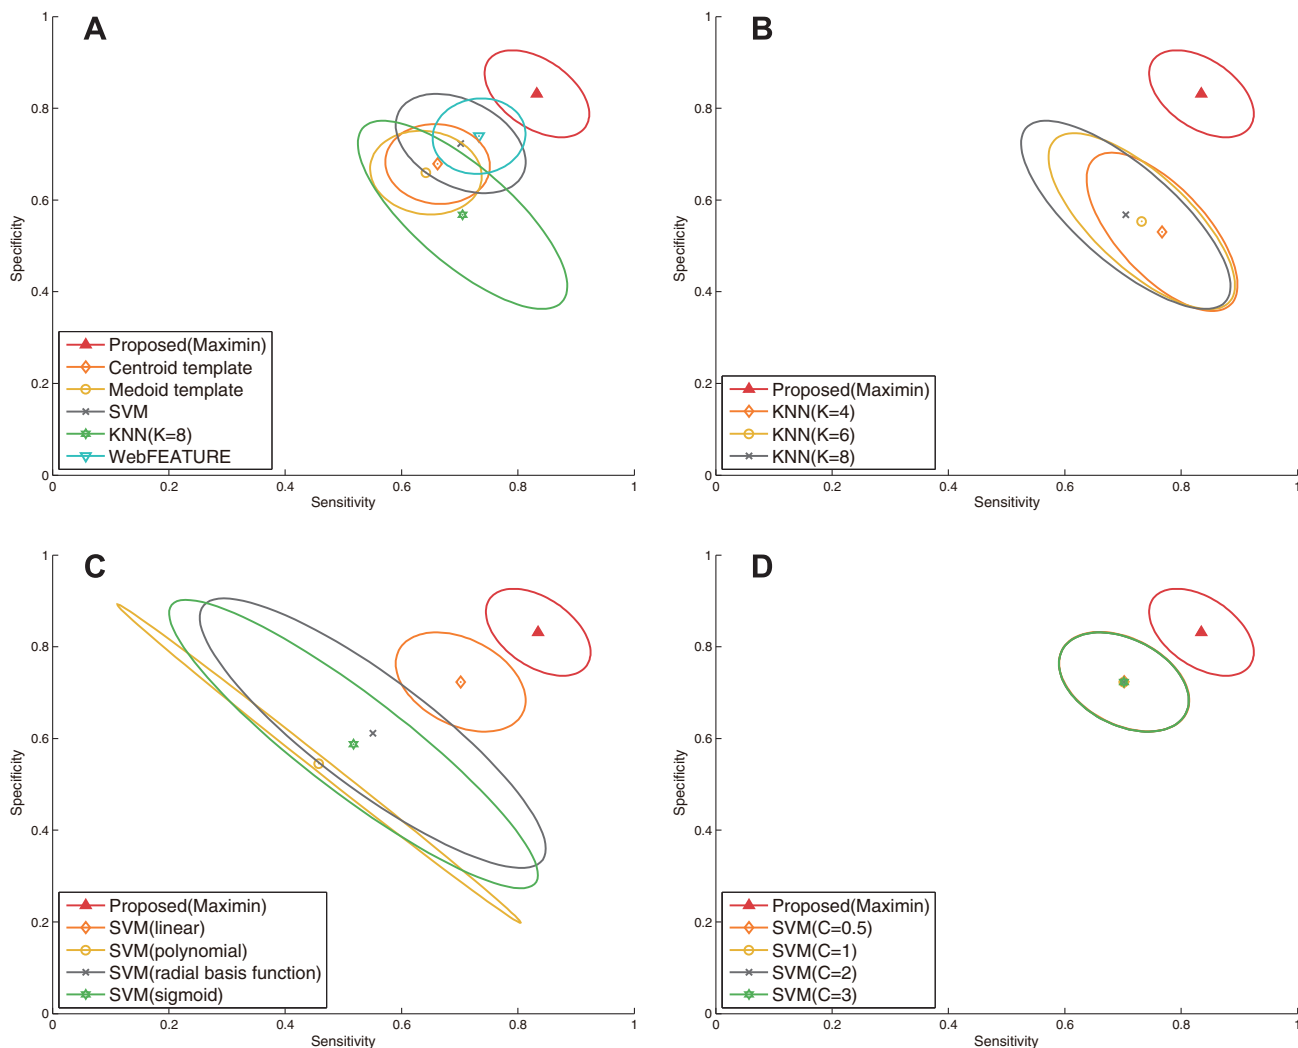 A
1
0.8
0.6
0.4
0.2
0
Specificity
Proposed(Maximin)
Centroid template
Medoid template
SVM
KNN(K=8)
WebFEATURE
0
0.2
0.4
0.6
0.8
1
Sensitivity
B
1
0.8
0.6
0.4
0.2
0
Specificity
Proposed(Maximin)
KNN(K=4)
KNN(K=6)
KNN(K=8)
0
0.2
0.4
0.6
0.8
1
Sensitivity
C
1
0.8
0.6
0.4
0.2
0
Specificity
Proposed(Maximin)
SVM(linear)
SVM(polynomial)
SVM(radial basis function)
SVM(sigmoid)
0
0.2
0.4
0.6
0.8
1
Sensitivity
D
1
0.8
0.6
0.4
0.2
0
Specificity
Proposed(Maximin)
SVM(C=0.5)
SVM(C=1)
SVM(C=2)
SVM(C=3)
0
0.2
0.4
0.6
0.8
1
Sensitivity